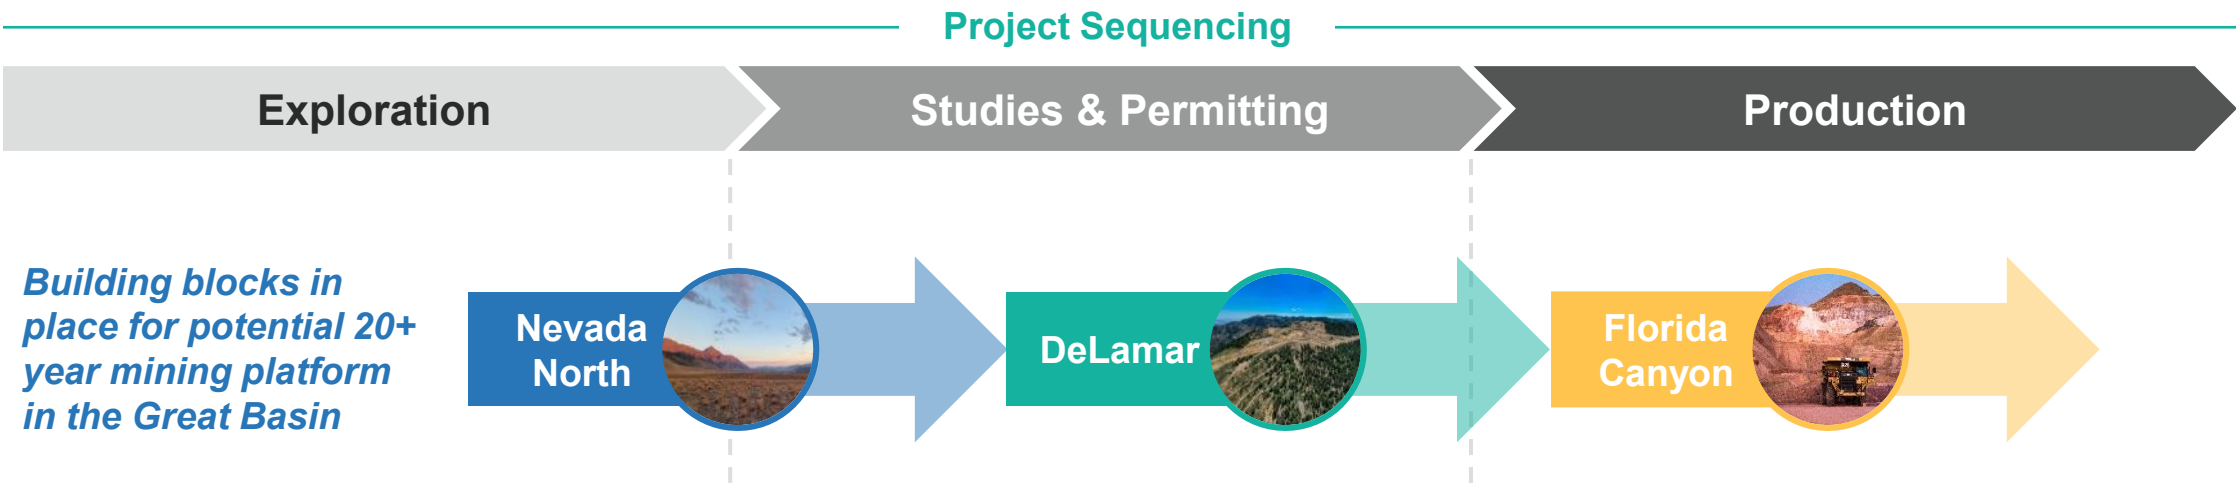 Project Sequencing
Exploration
Studies & Permitting
Production
Building blocks in
place for potential 20+
year mining platform
in the Great Basin
Nevada
North
DeLamar
Florida
Canyon